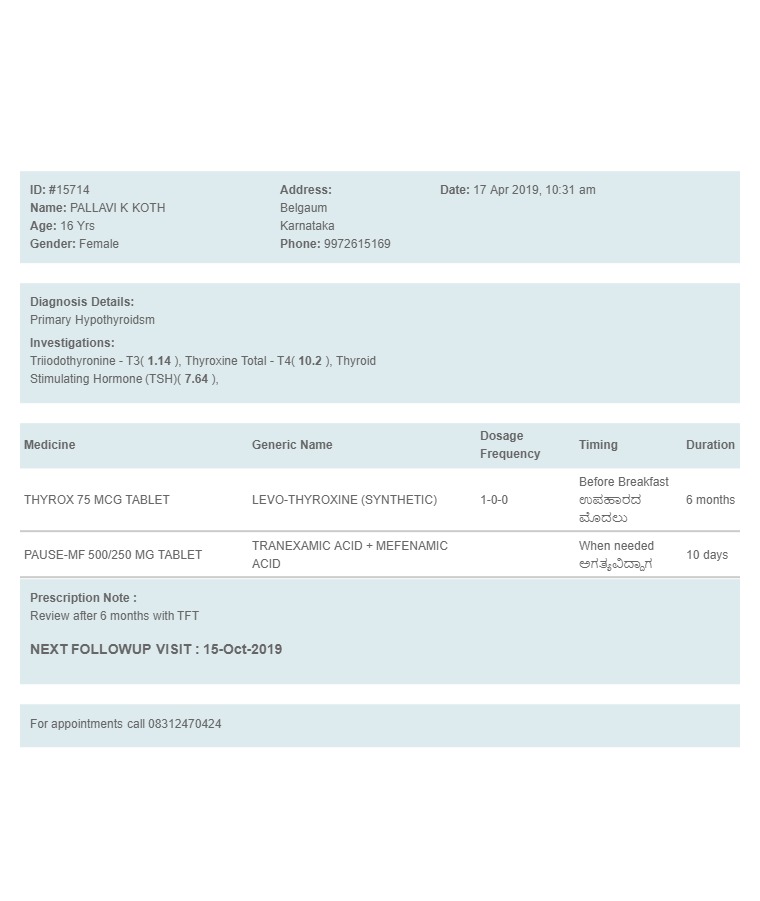 ID: #15714
Name: PALLAVI K KOTH
Age: 16 Yrs
Gender: Female
Address:
Belgaum
Karnataka
Phone: 9972615169
Date: 17 Apr 2019, 10:31 am
Diagnosis Details:
Primary Hypothyroidsm
Investigations:
Triiodothyronine - T3( 1.14 ), Thyroxine Total - T4( 10.2 ), Thyroid
Stimulating Hormone (TSH)( 7.64 ),
Medicine Generic Name Dosage Frequency Timing Duration
THYROX 75 MCG TABLET LEVO-THYROXINE (SYNTHETIC) 1-0-0 Before Breakfast 6 months
ಉಪಹಾರದ
ಮೊದಲು
PAUSE-MF 500/250 MG TABLET TRANEXAMIC ACID + MEFENAMIC ACID When needed 10 days
ಅಗತ್ಯವಿದ್ದಾಗ
Prescription Note :
Review after 6 months with TFT
NEXT FOLLOWUP VISIT : 15-Oct-2019
For appointments call 08312470424